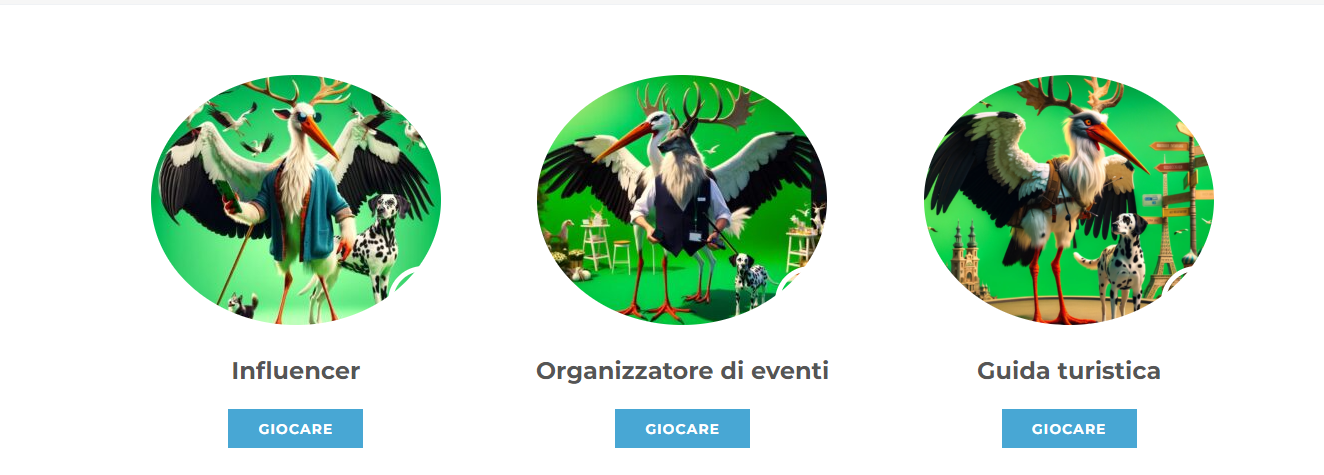 Influencer
Organizzatore di eventi
Guida turistica
GIOCARE
GIOCARE
GIOCARE